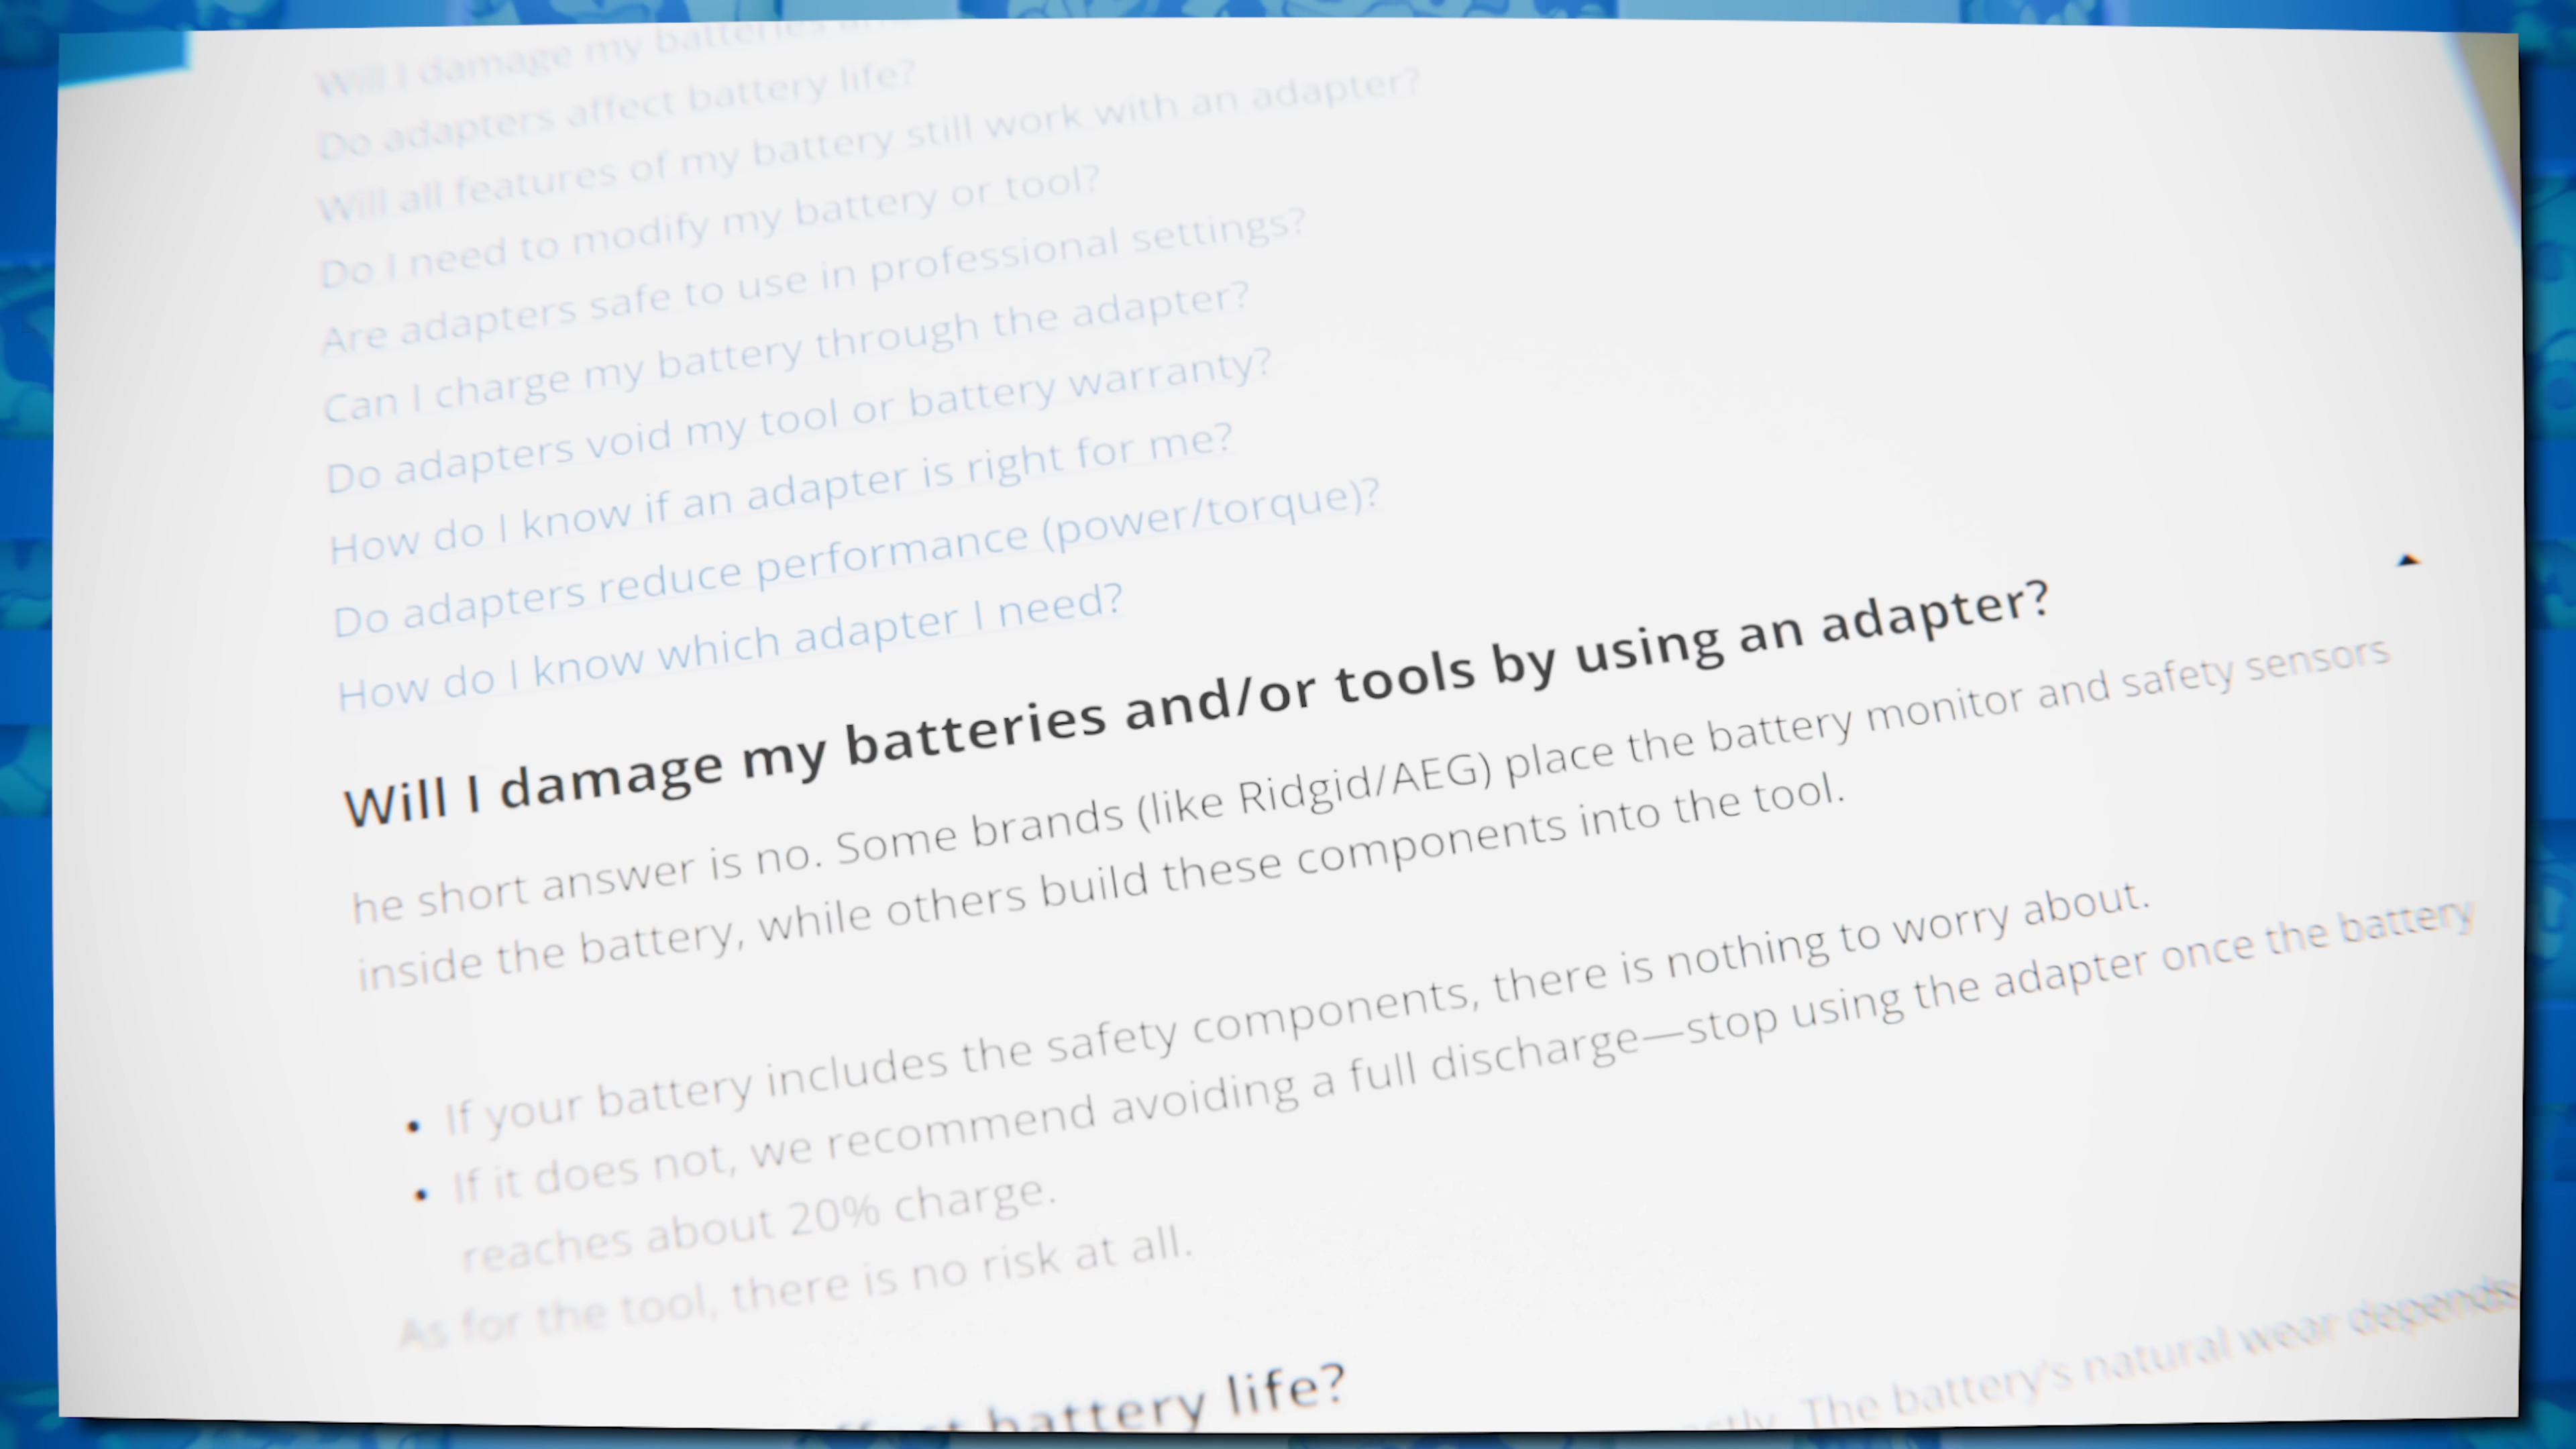 Will I damage my batteries
Do adapters affect battery life?
Will all features of my battery still work with an adapter?
Do I need to modify my battery or tool?
Are adapters safe to use in professional settings?
Can I charge my battery through the adapter?
Do adapters void my tool or battery warranty?
How do I know if an adapter is right for me?
Do adapters reduce performance (power/torque)?
How do I know which adapter I need?
Will I damage my batteries and/or tools by using an adapter?
he short answer is no. Some brands (like Ridgid/AEG) place the battery monitor and safety sensors
inside the battery, while others build these components into the tool.
• If your battery includes the safety components, there is nothing to worry about.
• If it does not, we recommend avoiding a full discharge—stop using the adapter once the battery
reaches about 20% charge.
As for the tool, there is no risk at all.
battery life?
The battery's natural wear depends